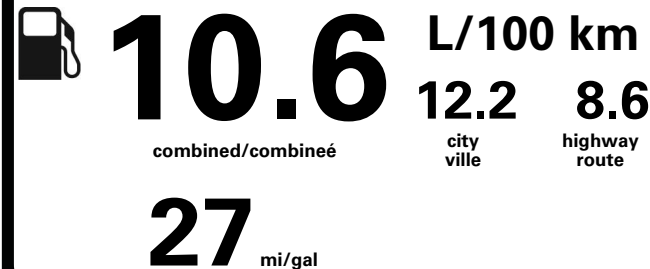 10.6 L/100 km
12.2 8.6
combined/combineé
city highway
ville route
27 mi/gal